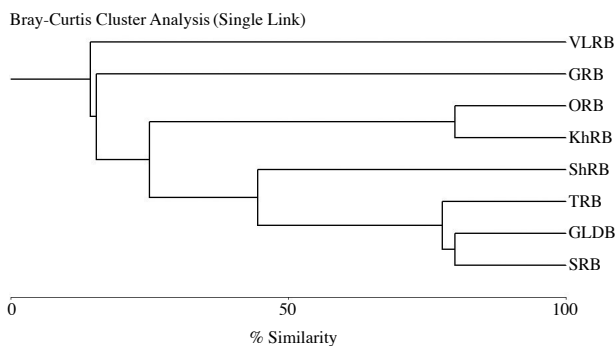 Bray-Curtis Cluster Analysis (Single Link)
VLRB
GRB
ORB
KhRB
ShRB
TRB
GLDB
SRB
0 50 100
% Similarity